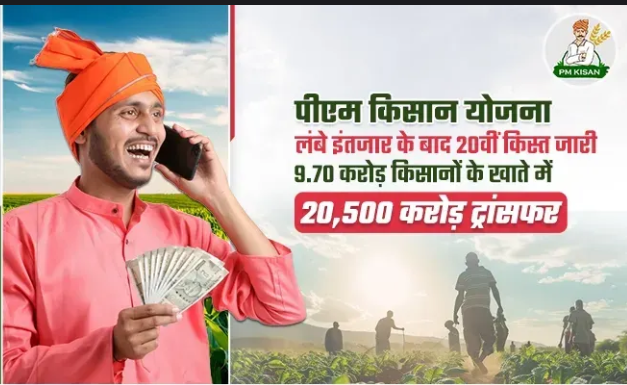 PM KISAN
पीएम किसान योजना
लंबे इंतजार के बाद 20वीं किस्त जारी
9.70 करोड़ किसानों के खाते में
20,500 करोड़ ट्रांसफर